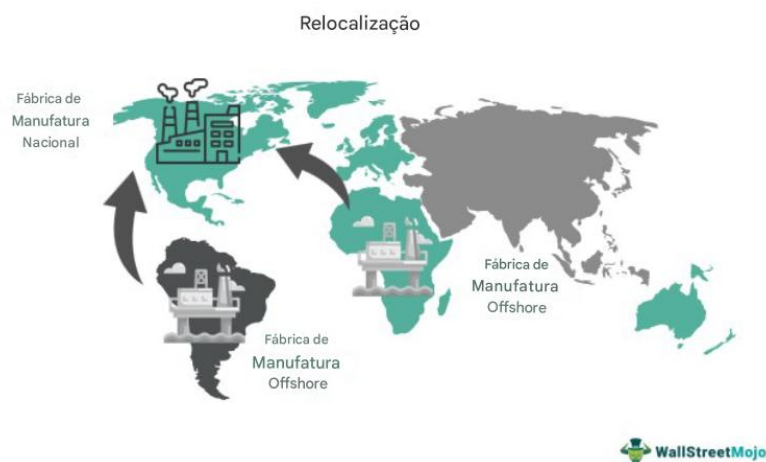 Relocalização
Fábrica de
Manufatura
Nacional
Fábrica de
Manufatura
Offshore
Fábrica de
Manufatura
Offshore
WallStreetMojo